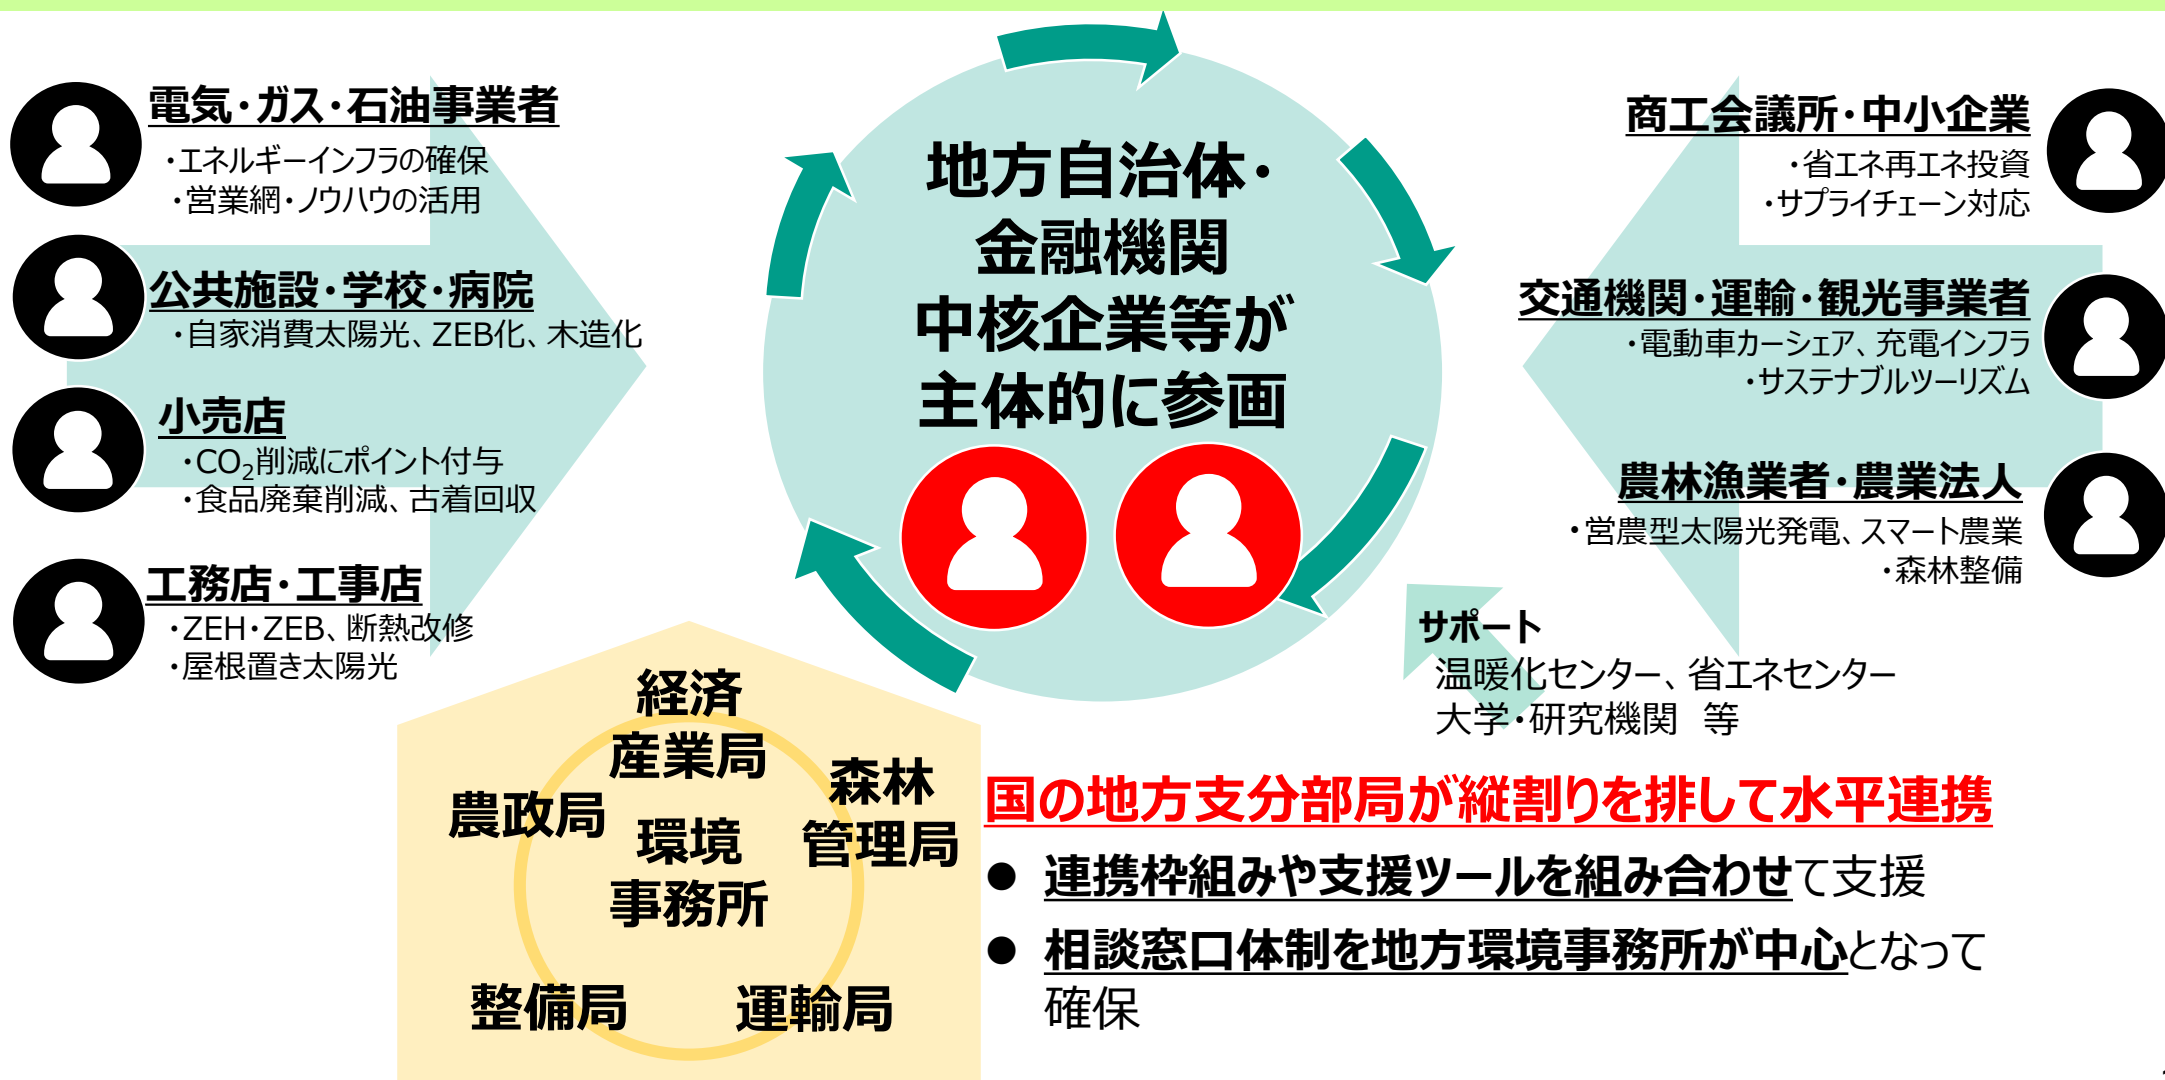 電気・ガス・石油事業者
・エネルギーインフラの確保
・営業網・ノウハウの活用
公共施設・学校・病院
・自家消費太陽光、ZEB化、木造化
小売店
・CO₂削減にポイント付与
・食品廃棄削減、古着回収
工務店・工事店
・ZEH・ZEB、断熱改修
・屋根置き太陽光
地方自治体・
金融機関
中核企業等が
主体的に参画
商工会議所・中小企業
・省エネ再エネ投資
・サプライチェーン対応
交通機関・運輸・観光事業者
・電動車カーシェア、充電インフラ
・サステナブルツーリズム
農林漁業者・農業法人
・営農型太陽光発電、スマート農業
・森林整備
サポート
温暖化センター、省エネセンター
大学・研究機関　等
経済
産業局
農政局
森林
管理局
環境
事務所
整備局
運輸局
国の地方支分部局が縦割りを排して水平連携
● 連携枠組みや支援ツールを組み合わせて支援
● 相談窓口体制を地方環境事務所が中心となって
確保